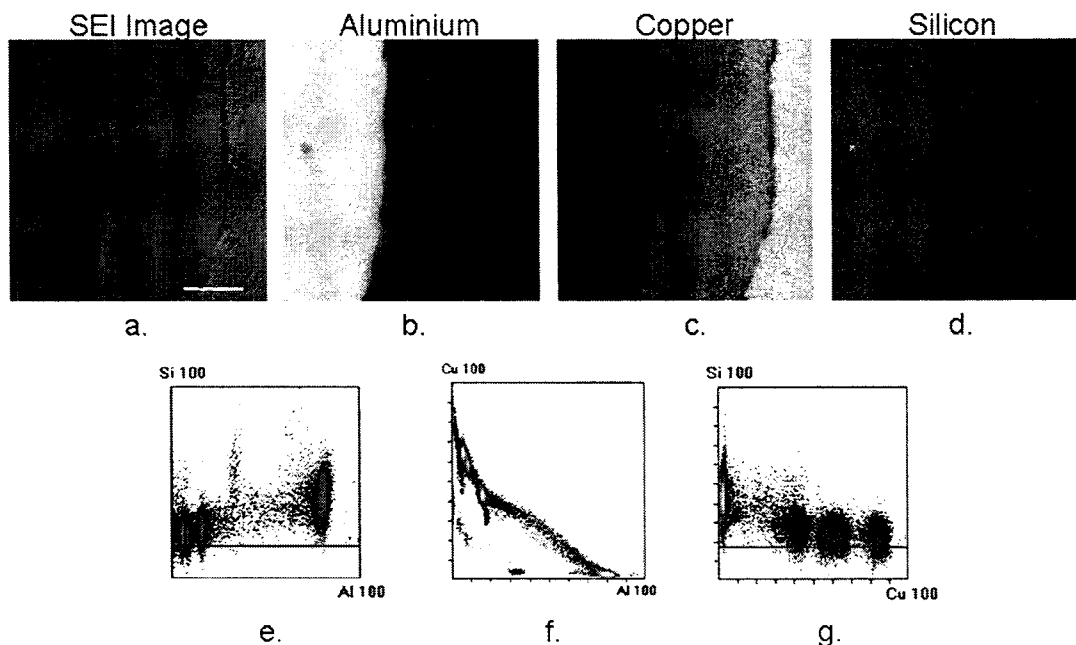 SEI Image Aluminium Copper Silicon
a. b. c. d.
Si 100 Cu 100 Si 100
Al 100 Al 100 Cu 100
e. f. g.